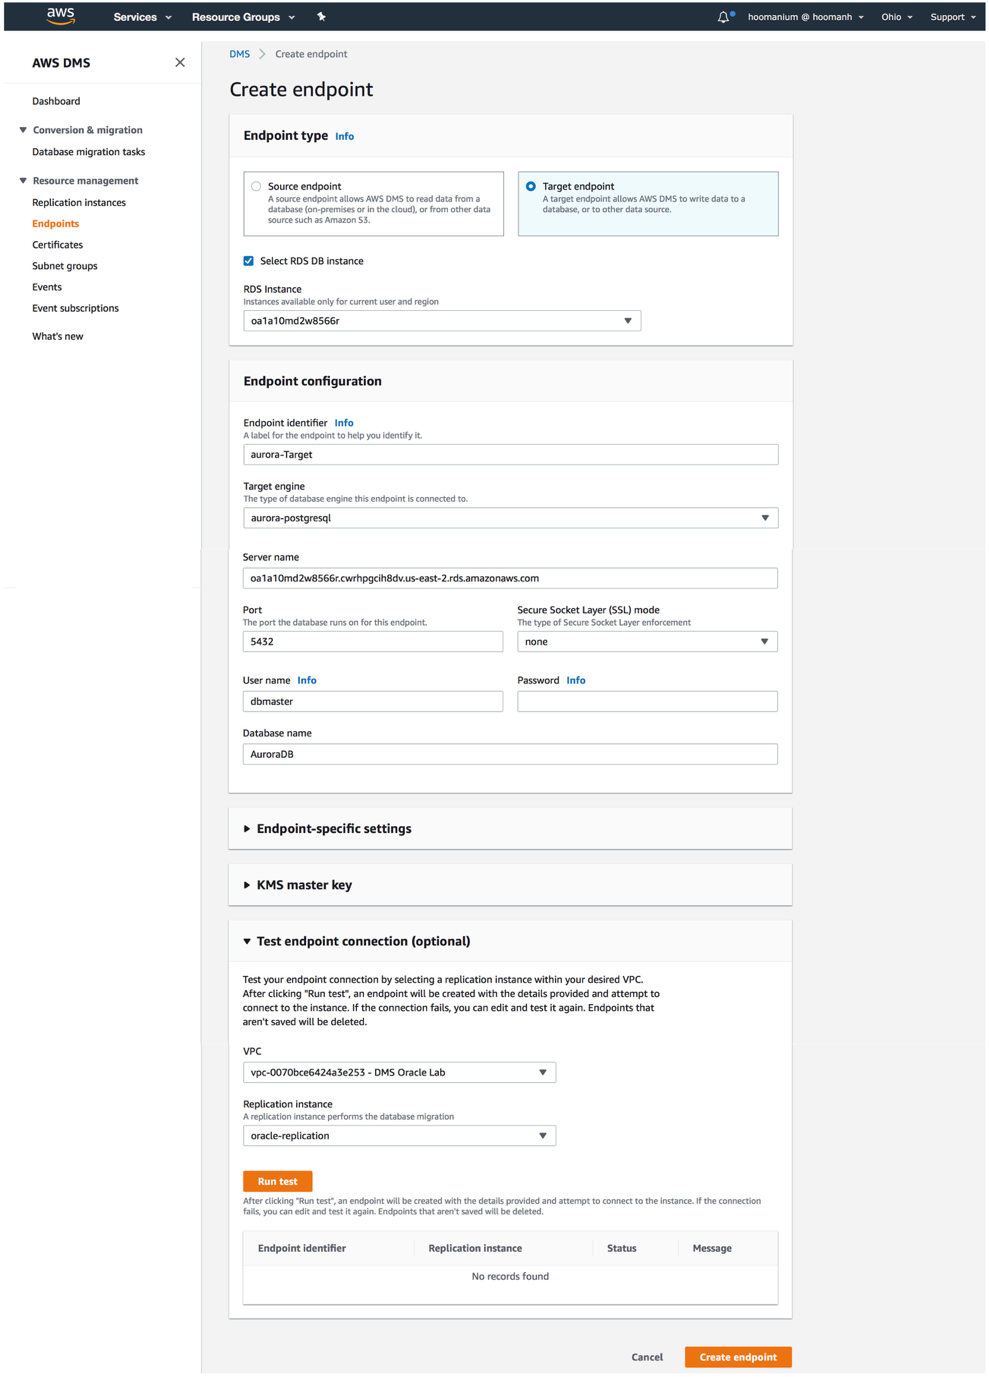 aws
Services
Resource Groups
hoomanium @ hoomanh
Ohio
Support
AWS DMS
Dashboard
Conversion & migration
Database migration tasks
Resource management
Replication instances
Endpoints
Certificates
Subnet groups
Events
Event subscriptions
What's new
DMS
Create endpoint
Create endpoint
Endpoint type Info
Source endpoint
A source endpoint allows AWS DMS to read data from a
database (on-premises or in the cloud), or from other data
source such as Amazon S3.
Target endpoint
A target endpoint allows AWS DMS to write data to a
database, or to other data source.
Select RDS DB instance
RDS Instance
Instances available only for current user and region
oa1a10md2w8566r
Endpoint configuration
Endpoint identifier Info
A label for the endpoint to help you identify it.
aurora-Target
Target engine
The type of database engine this endpoint is connected to.
aurora-postgresql
Server name
oa1a10md2w8566r.cwrhpgcih8dv.us-east-2.rds.amazonaws.com
Port
The port the database runs on for this endpoint.
5432
Secure Socket Layer (SSL) mode
The type of Secure Socket Layer enforcement
none
User name Info
dbmaster
Password Info
Database name
AuroraDB
Endpoint-specific settings
KMS master key
Test endpoint connection (optional)
Test your endpoint connection by selecting a replication instance within your desired VPC.
After clicking "Run test", an endpoint will be created with the details provided and attempt to
connect to the instance. If the connection fails, you can edit and test it again. Endpoints that
aren't saved will be deleted.
VPC
vpc-0070bce6424a3e253 - DMS Oracle Lab
Replication instance
A replication instance performs the database migration
oracle-replication
Run test
After clicking "Run test", an endpoint will be created with the details provided and attempt to connect to the instance. If the connection
fails, you can edit and test it again. Endpoints that aren't saved will be deleted.
Endpoint identifier
Replication instance
Status
Message
No records found
Cancel
Create endpoint